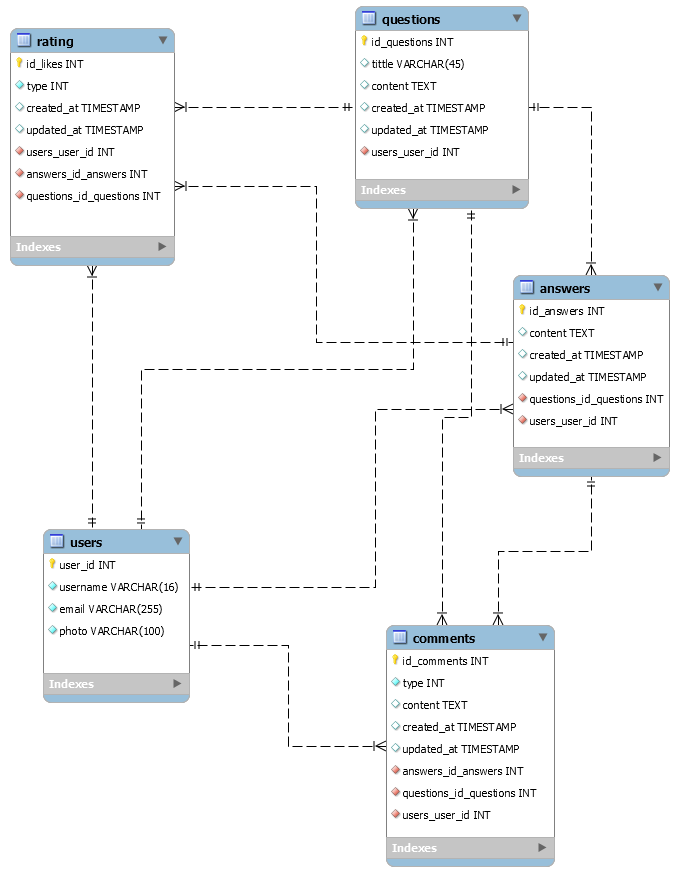 rating
id_likes INT
type INT
created_at TIMESTAMP
updated_at TIMESTAMP
users_user_id INT
answers_id_answers INT
questions_id_questions INT
Indexes
questions
id_questions INT
tittle VARCHAR(45)
content TEXT
created_at TIMESTAMP
updated_at TIMESTAMP
users_user_id INT
Indexes
answers
id_answers INT
content TEXT
created_at TIMESTAMP
updated_at TIMESTAMP
questions_id_questions INT
users_user_id INT
Indexes
users
user_id INT
username VARCHAR(16)
email VARCHAR(255)
photo VARCHAR(100)
Indexes
comments
id_comments INT
type INT
content TEXT
created_at TIMESTAMP
updated_at TIMESTAMP
answers_id_answers INT
questions_id_questions INT
users_user_id INT
Indexes